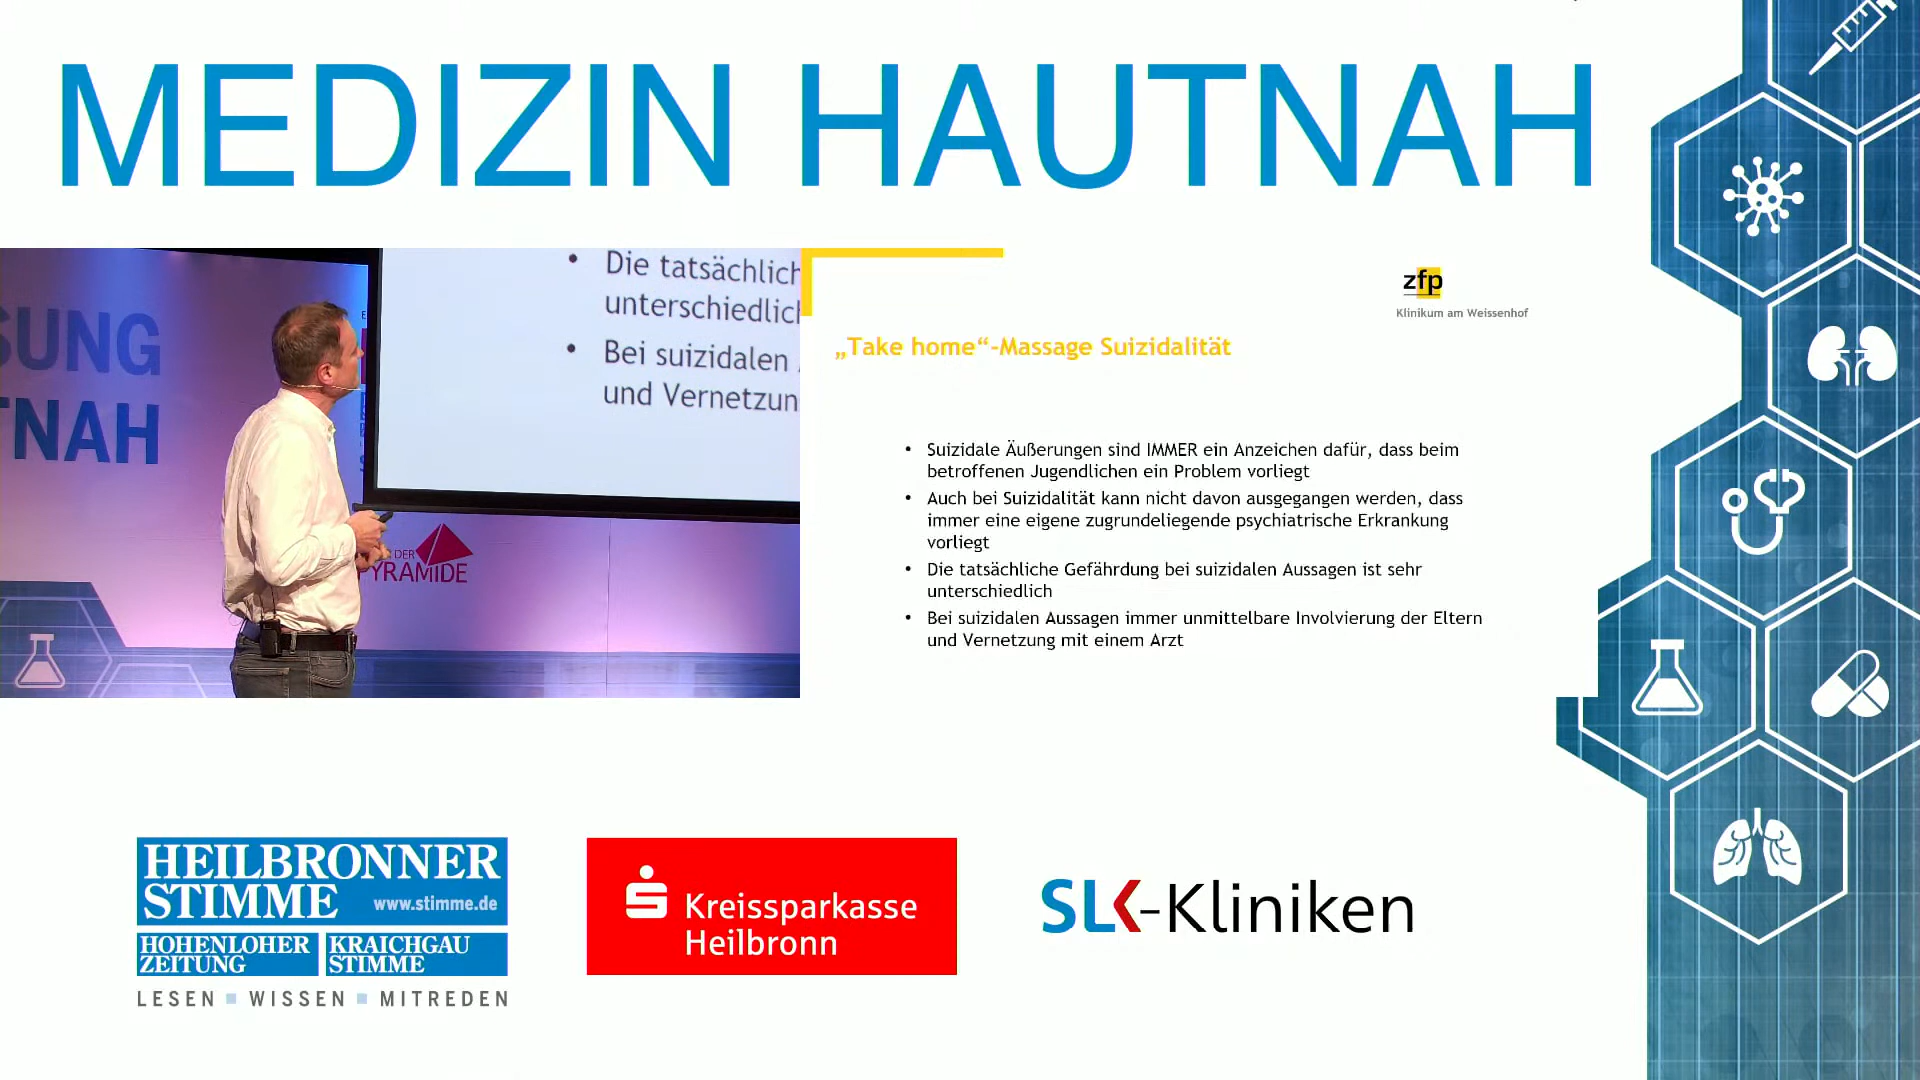 MEDIZIN HAUTNAH
SUNG
TNAH
Die tatsächlich
unterschiedlich
Bei suizidalen
und Vernetzun
DER
YRAMIDE
zfp
Klinikum am Weissenhof
„Take home“-Massage Suizidalität
• Suizidale Äußerungen sind IMMER ein Anzeichen dafür, dass beim
betroffenen Jugendlichen ein Problem vorliegt
• Auch bei Suizidalität kann nicht davon ausgegangen werden, dass
immer eine eigene zugrundeliegende psychiatrische Erkrankung
vorliegt
• Die tatsächliche Gefährdung bei suizidalen Aussagen ist sehr
unterschiedlich
• Bei suizidalen Aussagen immer unmittelbare Involvierung der Eltern
und Vernetzung mit einem Arzt
HEILBRONNER
STIMME www.stimme.de
HOHENLOHER
ZEITUNG
KRAICHGAU
STIMME
LESEN WISSEN MITREDEN
Kreissparkasse
Heilbronn
SLK-Kliniken